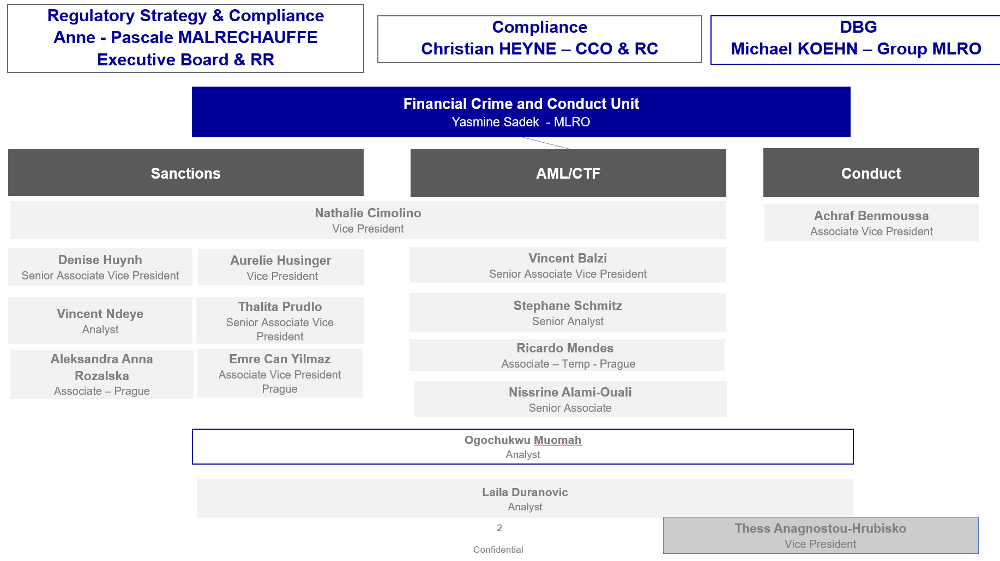 Regulatory Strategy & Compliance
Anne - Pascale MALRECHAUFFE
Executive Board & RR
Compliance
Christian HEYNE – CCO & RC
DBG
Michael KOEHN – Group MLRO
Financial Crime and Conduct Unit
Yasmine Sadek - MLRO
Sanctions
AML/CTF
Conduct
Nathalie Cimolino
Vice President
Achraf Benmoussa
Associate Vice President
Denise Huynh
Senior Associate Vice President
Aurelie Husinger
Vice President
Vincent Balzi
Senior Associate Vice President
Vincent Ndeye
Analyst
Thalita Prudlo
Senior Associate Vice
President
Stephane Schmitz
Senior Analyst
Aleksandra Anna
Rozalska
Associate – Prague
Emre Can Yilmaz
Associate Vice President
Prague
Ricardo Mendes
Associate – Temp - Prague
Nissrine Alami-Ouali
Senior Associate
Ogochukwu Muomah
Analyst
Laila Duranovic
Analyst
2
Thess Anagnostou-Hrubisko
Vice President
Confidential